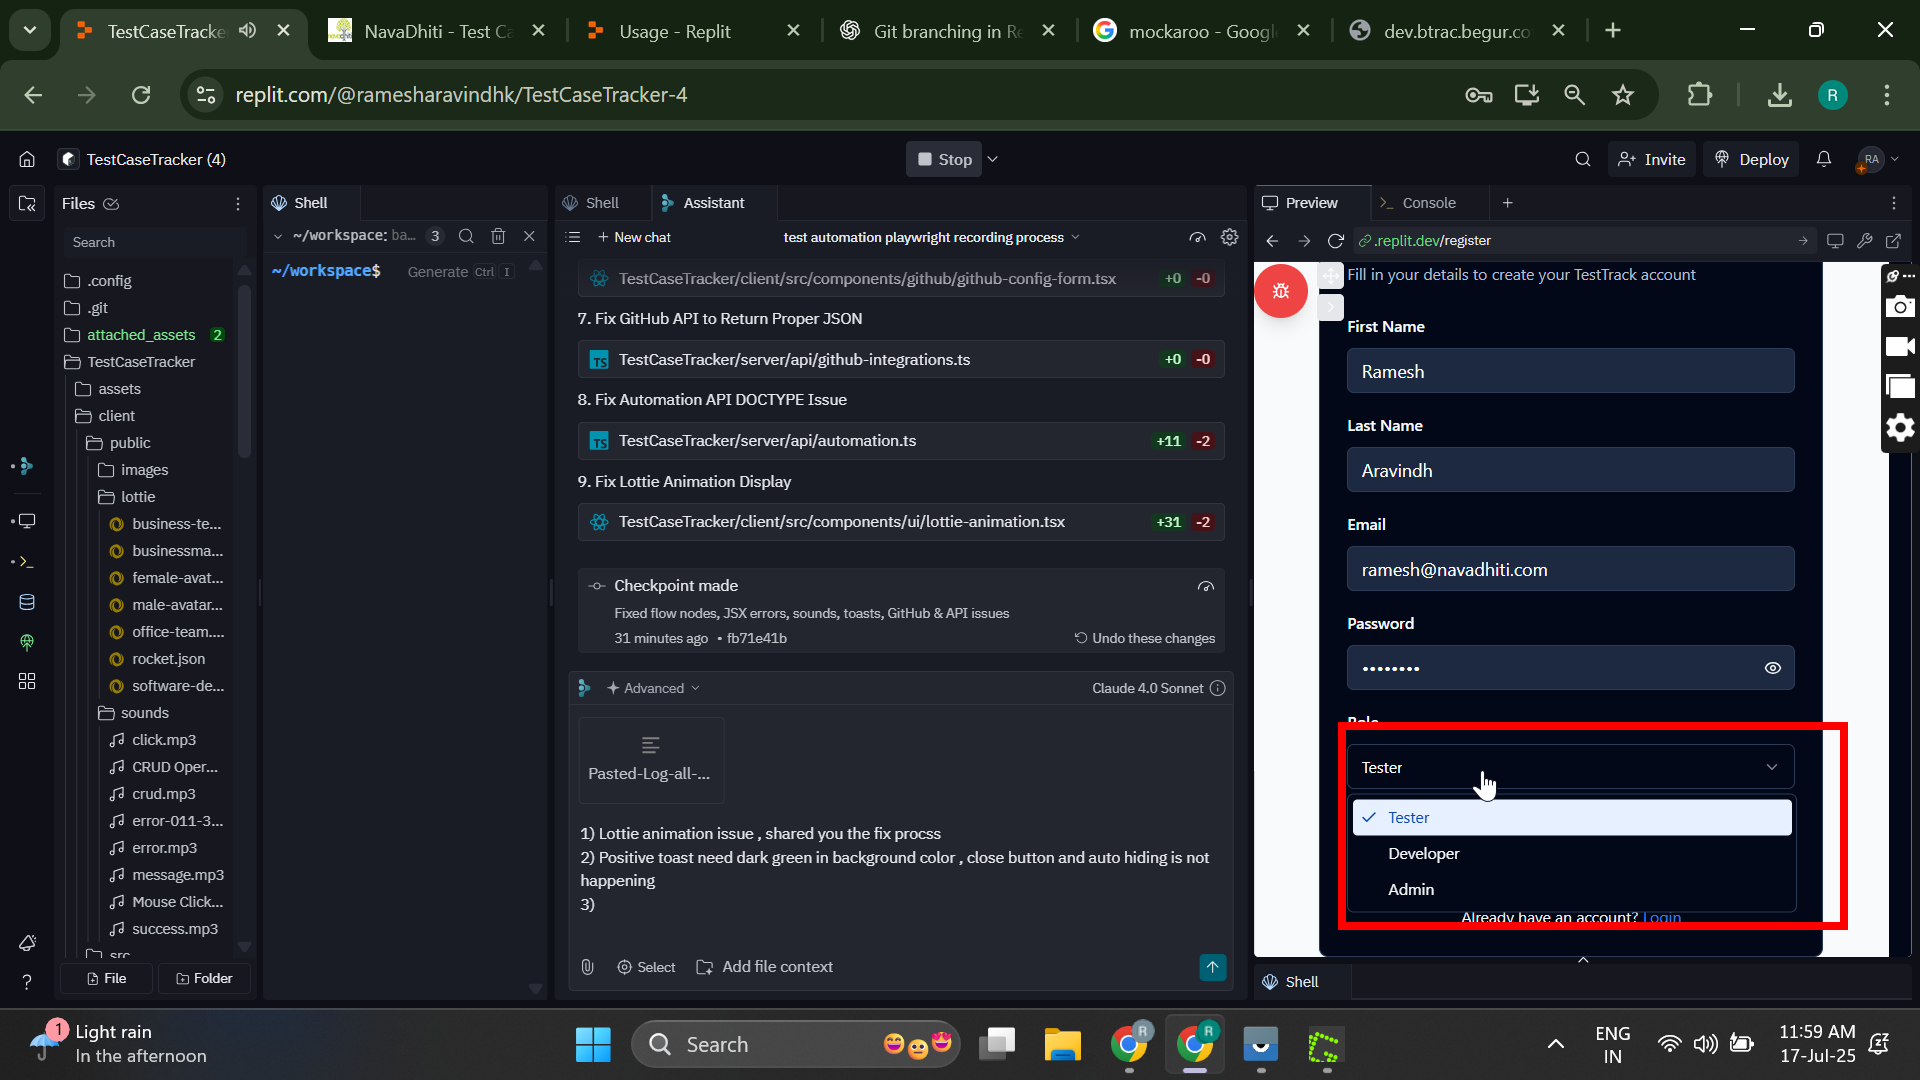 TestCaseTracke
NavaDhiti - Test Ca
Usage - Replit
Git branching in Re
mockaroo - Googl
dev.btrac.begur.co
replit.com/@ramesharavindhk/TestCaseTracker-4
R
TestCaseTracker (4)
Stop
Invite
Deploy
RA
Files
Search
.config
.git
attached_assets 2
TestCaseTracker
assets
client
public
images
lottie
business-te...
businessma...
female-avat...
male-avatar...
office-team....
rocket.json
software-de...
sounds
click.mp3
CRUD Oper...
crud.mp3
error-011-3...
error.mp3
message.mp3
Mouse Click...
success.mp3
src
File
Folder
Shell
~/workspace: ba... 3
~/workspace$ Generate Ctrl I
Shell
Assistant
New chat
test automation playwright recording process
TestCaseTracker/client/src/components/github/github-config-form.tsx +0 -0
7. Fix GitHub API to Return Proper JSON
TS TestCaseTracker/server/api/github-integrations.ts +0 -0
8. Fix Automation API DOCTYPE Issue
TS TestCaseTracker/server/api/automation.ts +11 -2
9. Fix Lottie Animation Display
TestCaseTracker/client/src/components/ui/lottie-animation.tsx +31 -2
Checkpoint made
Fixed flow nodes, JSX errors, sounds, toasts, GitHub & API issues
31 minutes ago • fb71e41b
Undo these changes
Advanced
Claude 4.0 Sonnet
Pasted-Log-all-...
1) Lottie animation issue , shared you the fix procss
2) Positive toast need dark green in background color , close button and auto hiding is not
happening
3)
Select
Add file context
Preview
Console
.replit.dev/register
Fill in your details to create your TestTrack account
First Name
Ramesh
Last Name
Aravindh
Email
ramesh@navadhiti.com
Password
••••••••
Role
Tester
Tester
Developer
Admin
Already have an account? Login
Shell
1
Light rain
In the afternoon
Search
R
R
ENG
IN
11:59 AM
17-Jul-25